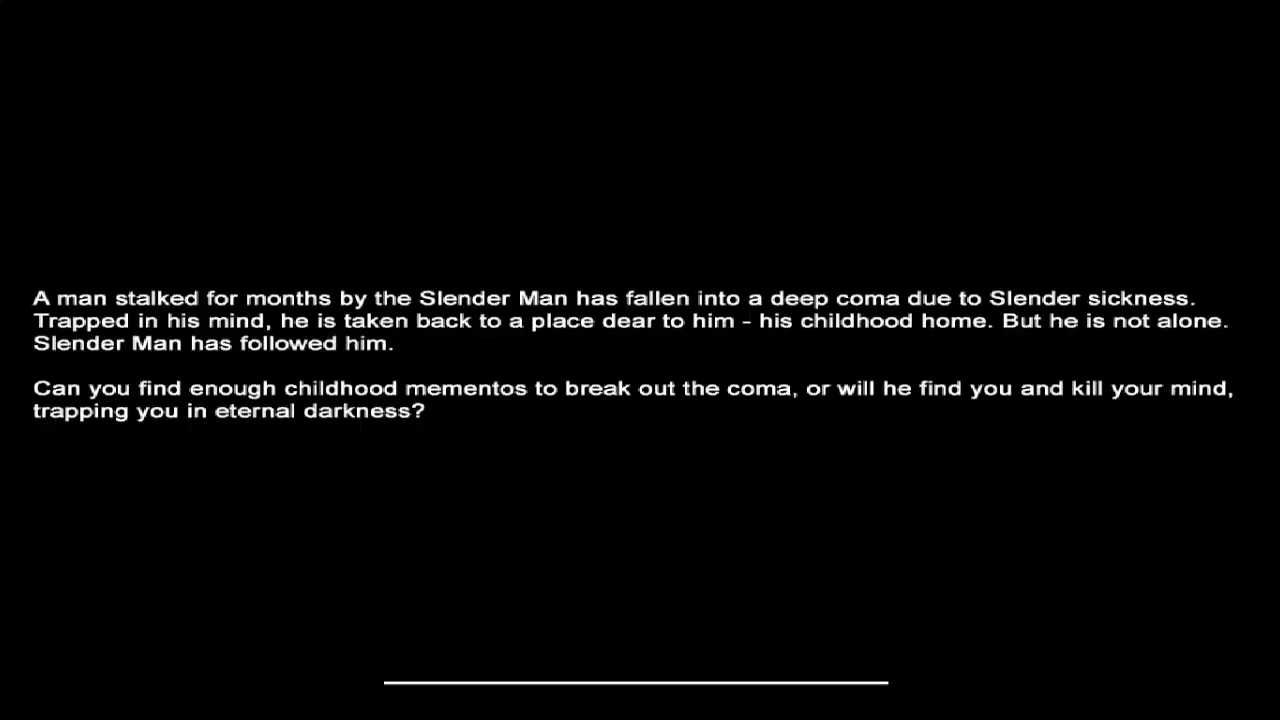 A man stalked for months by the Slender Man has fallen into a deep coma due to Slender sickness.
Trapped in his mind, he is taken back to a place dear to him - his childhood home. But he is not alone.
Slender Man has followed him.
Can you find enough childhood mementos to break out the coma, or will he find you and kill your mind,
trapping you in eternal darkness?